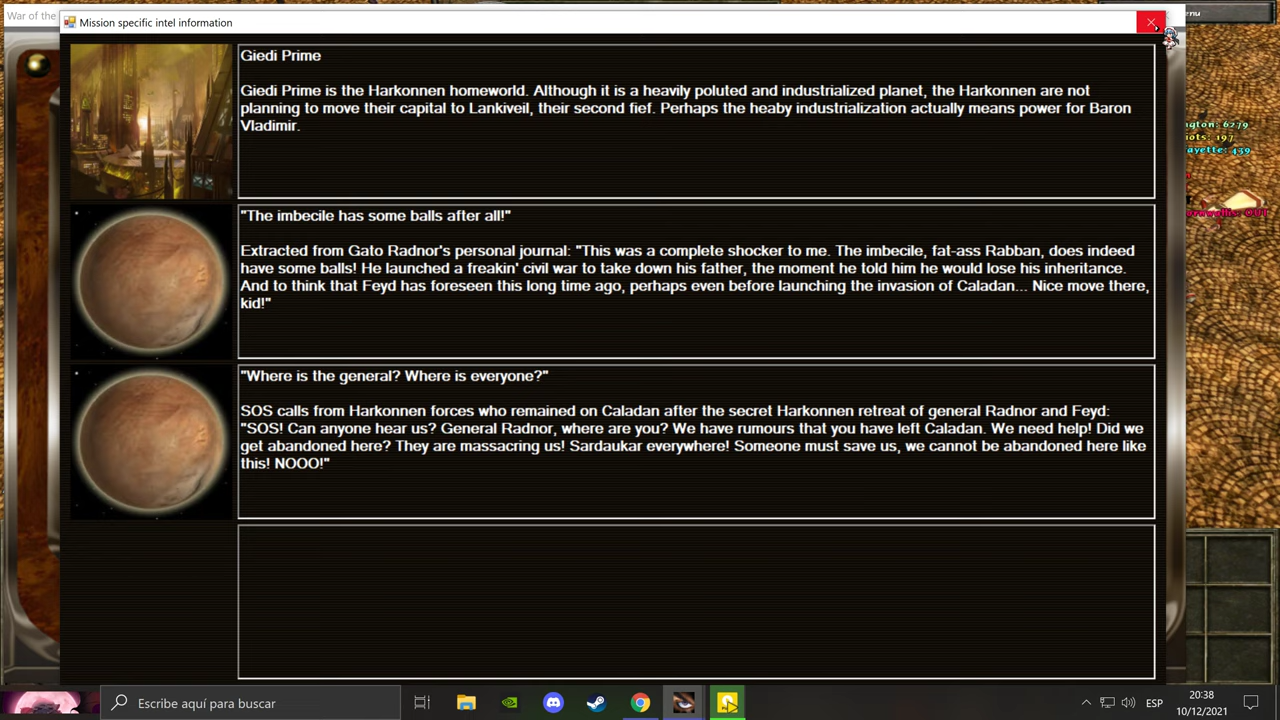 War of the
Mission specific intel information
enu
Giedi Prime
Giedi Prime is the Harkonnen homeworld. Although it is a heavily poluted and industrialized planet, the Harkonnen are not
planning to move their capital to Lankiveil, their second fief. Perhaps the heaby industrialization actually means power for Baron
Vladimir.
ngton: 6279
iots: 197
ayette: 439
"The imbecile has some balls after all!"
ornwallis: OUT
Extracted from Gato Radnor's personal journal: "This was a complete shocker to me. The imbecile, fat-ass Rabban, does indeed
have some balls! He launched a freakin' civil war to take down his father, the moment he told him he would lose his inheritance.
And to think that Feyd has foreseen this long time ago, perhaps even before launching the invasion of Caladan... Nice move there,
kid!"
"Where is the general? Where is everyone?"
SOS calls from Harkonnen forces who remained on Caladan after the secret Harkonnen retreat of general Radnor and Feyd:
"SOS! Can anyone hear us? General Radnor, where are you? We have rumours that you have left Caladan. We need help! Did we
get abandoned here? They are massacring us! Sardaukar everywhere! Someone must save us, we cannot be abandoned here like
this! NOOO!"
Escribe aquí para buscar
ESP
20:38
10/12/2021